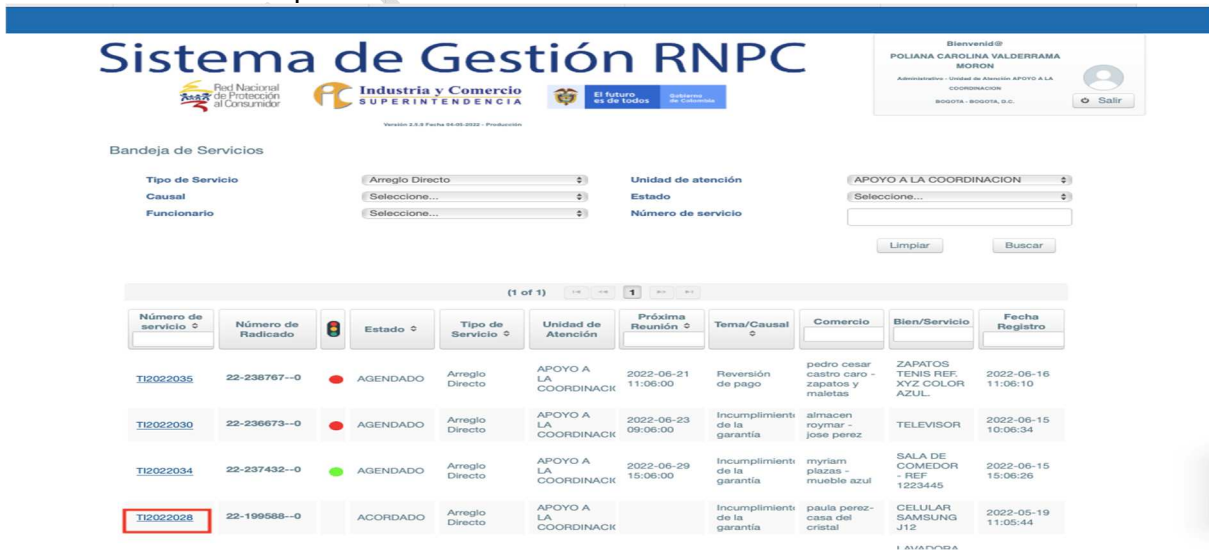 Sistema de Gestión RNPC
Red Nacional
de Protección
al Consumidor
Industria y Comercio
SUPERINTENDENCIA
El futuro
es de todos
Gobierno
de Colombia
Versión 2.5.8 Fecha 04-05-2022 - Producción
Bienvenid@
POLIANA CAROLINA VALDERRAMA
MORON
Administrativo - Unidad de Atención APOYO A LA
COORDINACION
BOGOTA - BOGOTA, D.C.
Salir
Bandeja de Servicios
Tipo de Servicio Arreglo Directo Unidad de atención APOYO A LA COORDINACION
Causal Seleccione... Estado Seleccione...
Funcionario Seleccione... Número de servicio
Limpiar Buscar
(1 of 1) 1
Número de servicio Número de Radicado Estado Tipo de Servicio Unidad de Atención Próxima Reunión Tema/Causal Comercio Bien/Servicio Fecha Registro
TI2022035 22-238767--0 AGENDADO Arreglo Directo APOYO A LA COORDINACI 2022-06-21 11:06:00 Reversión de pago pedro cesar castro caro - zapatos y maletas ZAPATOS TENIS REF. XYZ COLOR AZUL. 2022-06-16 11:06:10
TI2022030 22-236673--0 AGENDADO Arreglo Directo APOYO A LA COORDINACI 2022-06-23 09:06:00 Incumplimient de la garantía almacen roymar - jose perez TELEVISOR 2022-06-15 10:06:34
TI2022034 22-237432--0 AGENDADO Arreglo Directo APOYO A LA COORDINACI 2022-06-29 15:06:00 Incumplimient de la garantía myriam plazas - mueble azul SALA DE COMEDOR - REF 1223445 2022-06-15 15:06:26
TI2022028 22-199588--0 ACORDADO Arreglo Directo APOYO A LA COORDINACI Incumplimient de la garantía paula perez- casa del cristal CELULAR SAMSUNG J12 2022-05-19 11:05:44